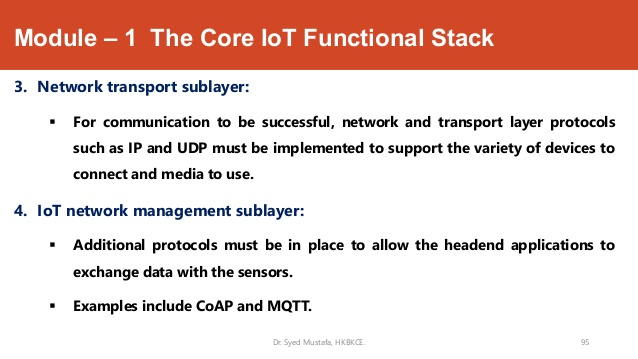 Module – 1 The Core IoT Functional Stack
3. Network transport sublayer:
▪ For communication to be successful, network and transport layer protocols
such as IP and UDP must be implemented to support the variety of devices to
connect and media to use.
4. IoT network management sublayer:
▪ Additional protocols must be in place to allow the headend applications to
exchange data with the sensors.
▪ Examples include CoAP and MQTT.
Dr. Syed Mustafa, HKBKCE. 95